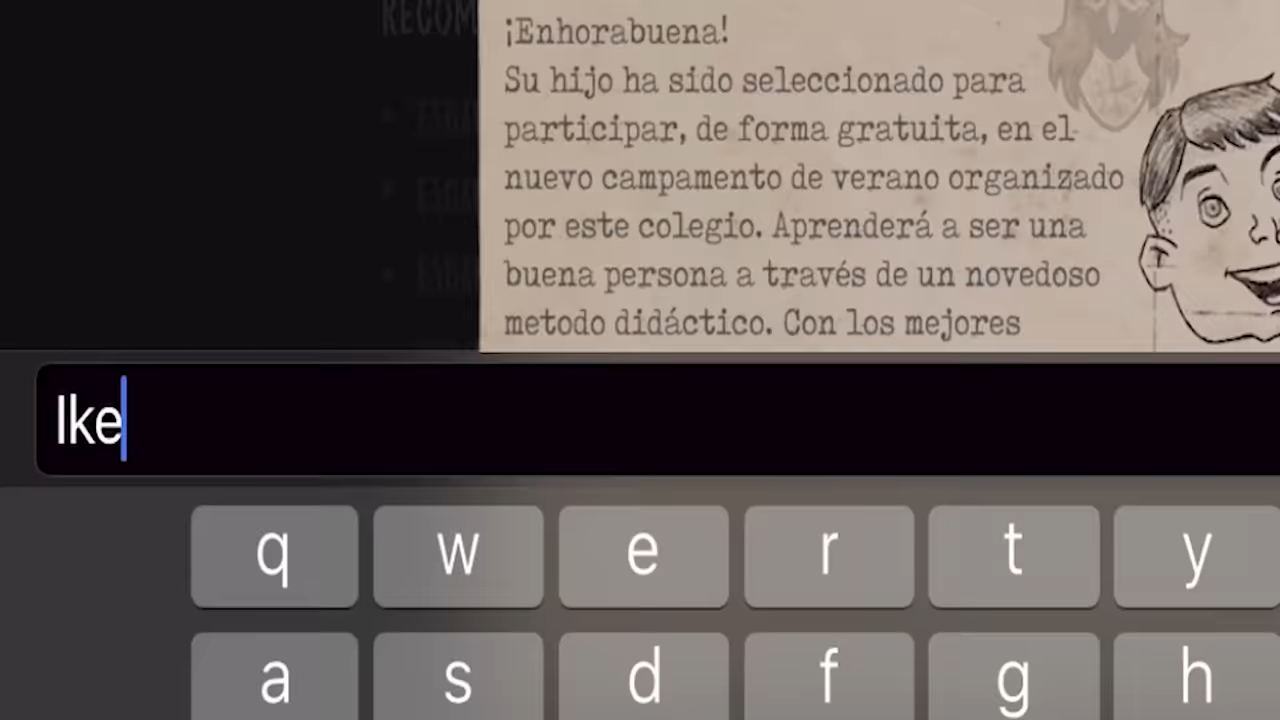 RECOM
¡Enhorabuena!
Su hijo ha sido seleccionado para
participar, de forma gratuita, en el
nuevo campamento de verano organizado
por este colegio. Aprenderá a ser una
buena persona a través de un novedoso
metodo didáctico. Con los mejores
Ike
q w e r t y
a s d f g h